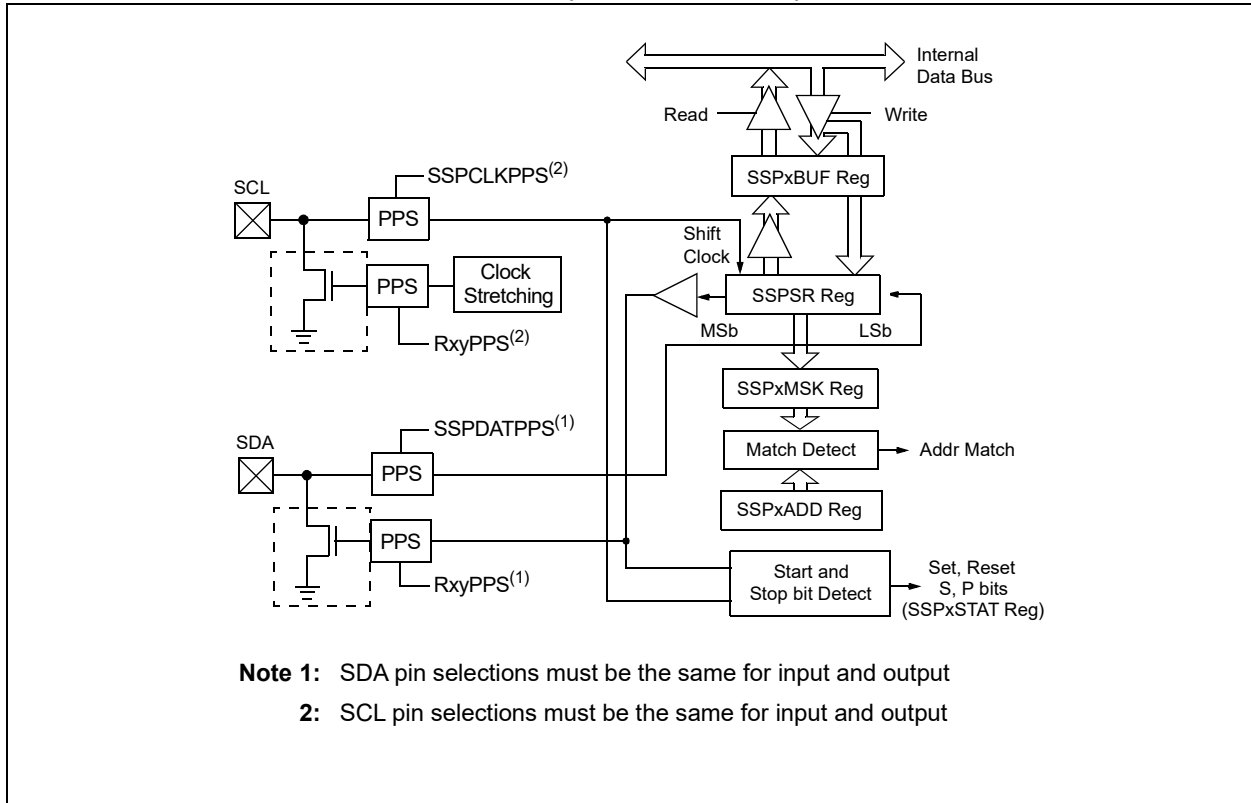 Internal
Data Bus
Read
Write
SSPxBUF Reg
SSPCLKPPS(2)
SCL
PPS
Shift
Clock
PPS
Clock
Stretching
SSPSR Reg
MSb
LSb
RxyPPS(2)
SSPxMSK Reg
SSPDATPPS(1)
SDA
PPS
Match Detect
Addr Match
SSPxADD Reg
PPS
RxyPPS(1)
Start and
Stop bit Detect
Set, Reset
S, P bits
(SSPxSTAT Reg)
Note 1: SDA pin selections must be the same for input and output
2: SCL pin selections must be the same for input and output